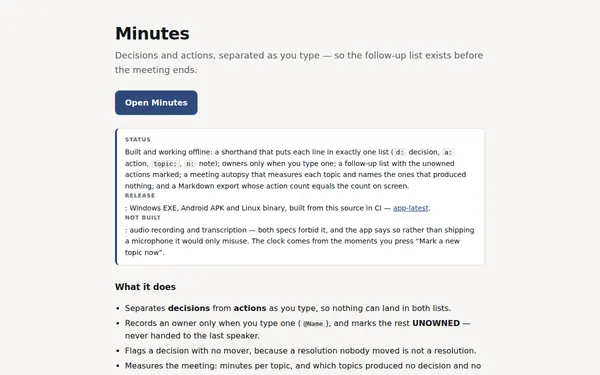 Minutes
Decisions and actions, separated as you type — so the follow-up list exists before
the meeting ends.
Open Minutes
STATUS
Built and working offline: a shorthand that puts each line in exactly one list ( d: decision, a:
action, topic: , n: note); owners only when you type one; a follow-up list with the unowned
actions marked; a meeting autopsy that measures each topic and names the ones that produced
nothing; and a Markdown export whose action count equals the count on screen.
RELEASE
: Windows EXE, Android APK and Linux binary, built from this source in CI — app-latest.
NOT BUILT
: audio recording and transcription — both specs forbid it, and the app says so rather than shipping
a microphone it would only misuse. The clock comes from the moments you press “Mark a new
topic now”.
What it does
• Separates decisions from actions as you type, so nothing can land in both lists.
• Records an owner only when you type one ( @Name ), and marks the rest UNOWNED —
never handed to the last speaker.
• Flags a decision with no mover, because a resolution nobody moved is not a resolution.
• Measures the meeting: minutes per topic, and which topics produced no decision and no